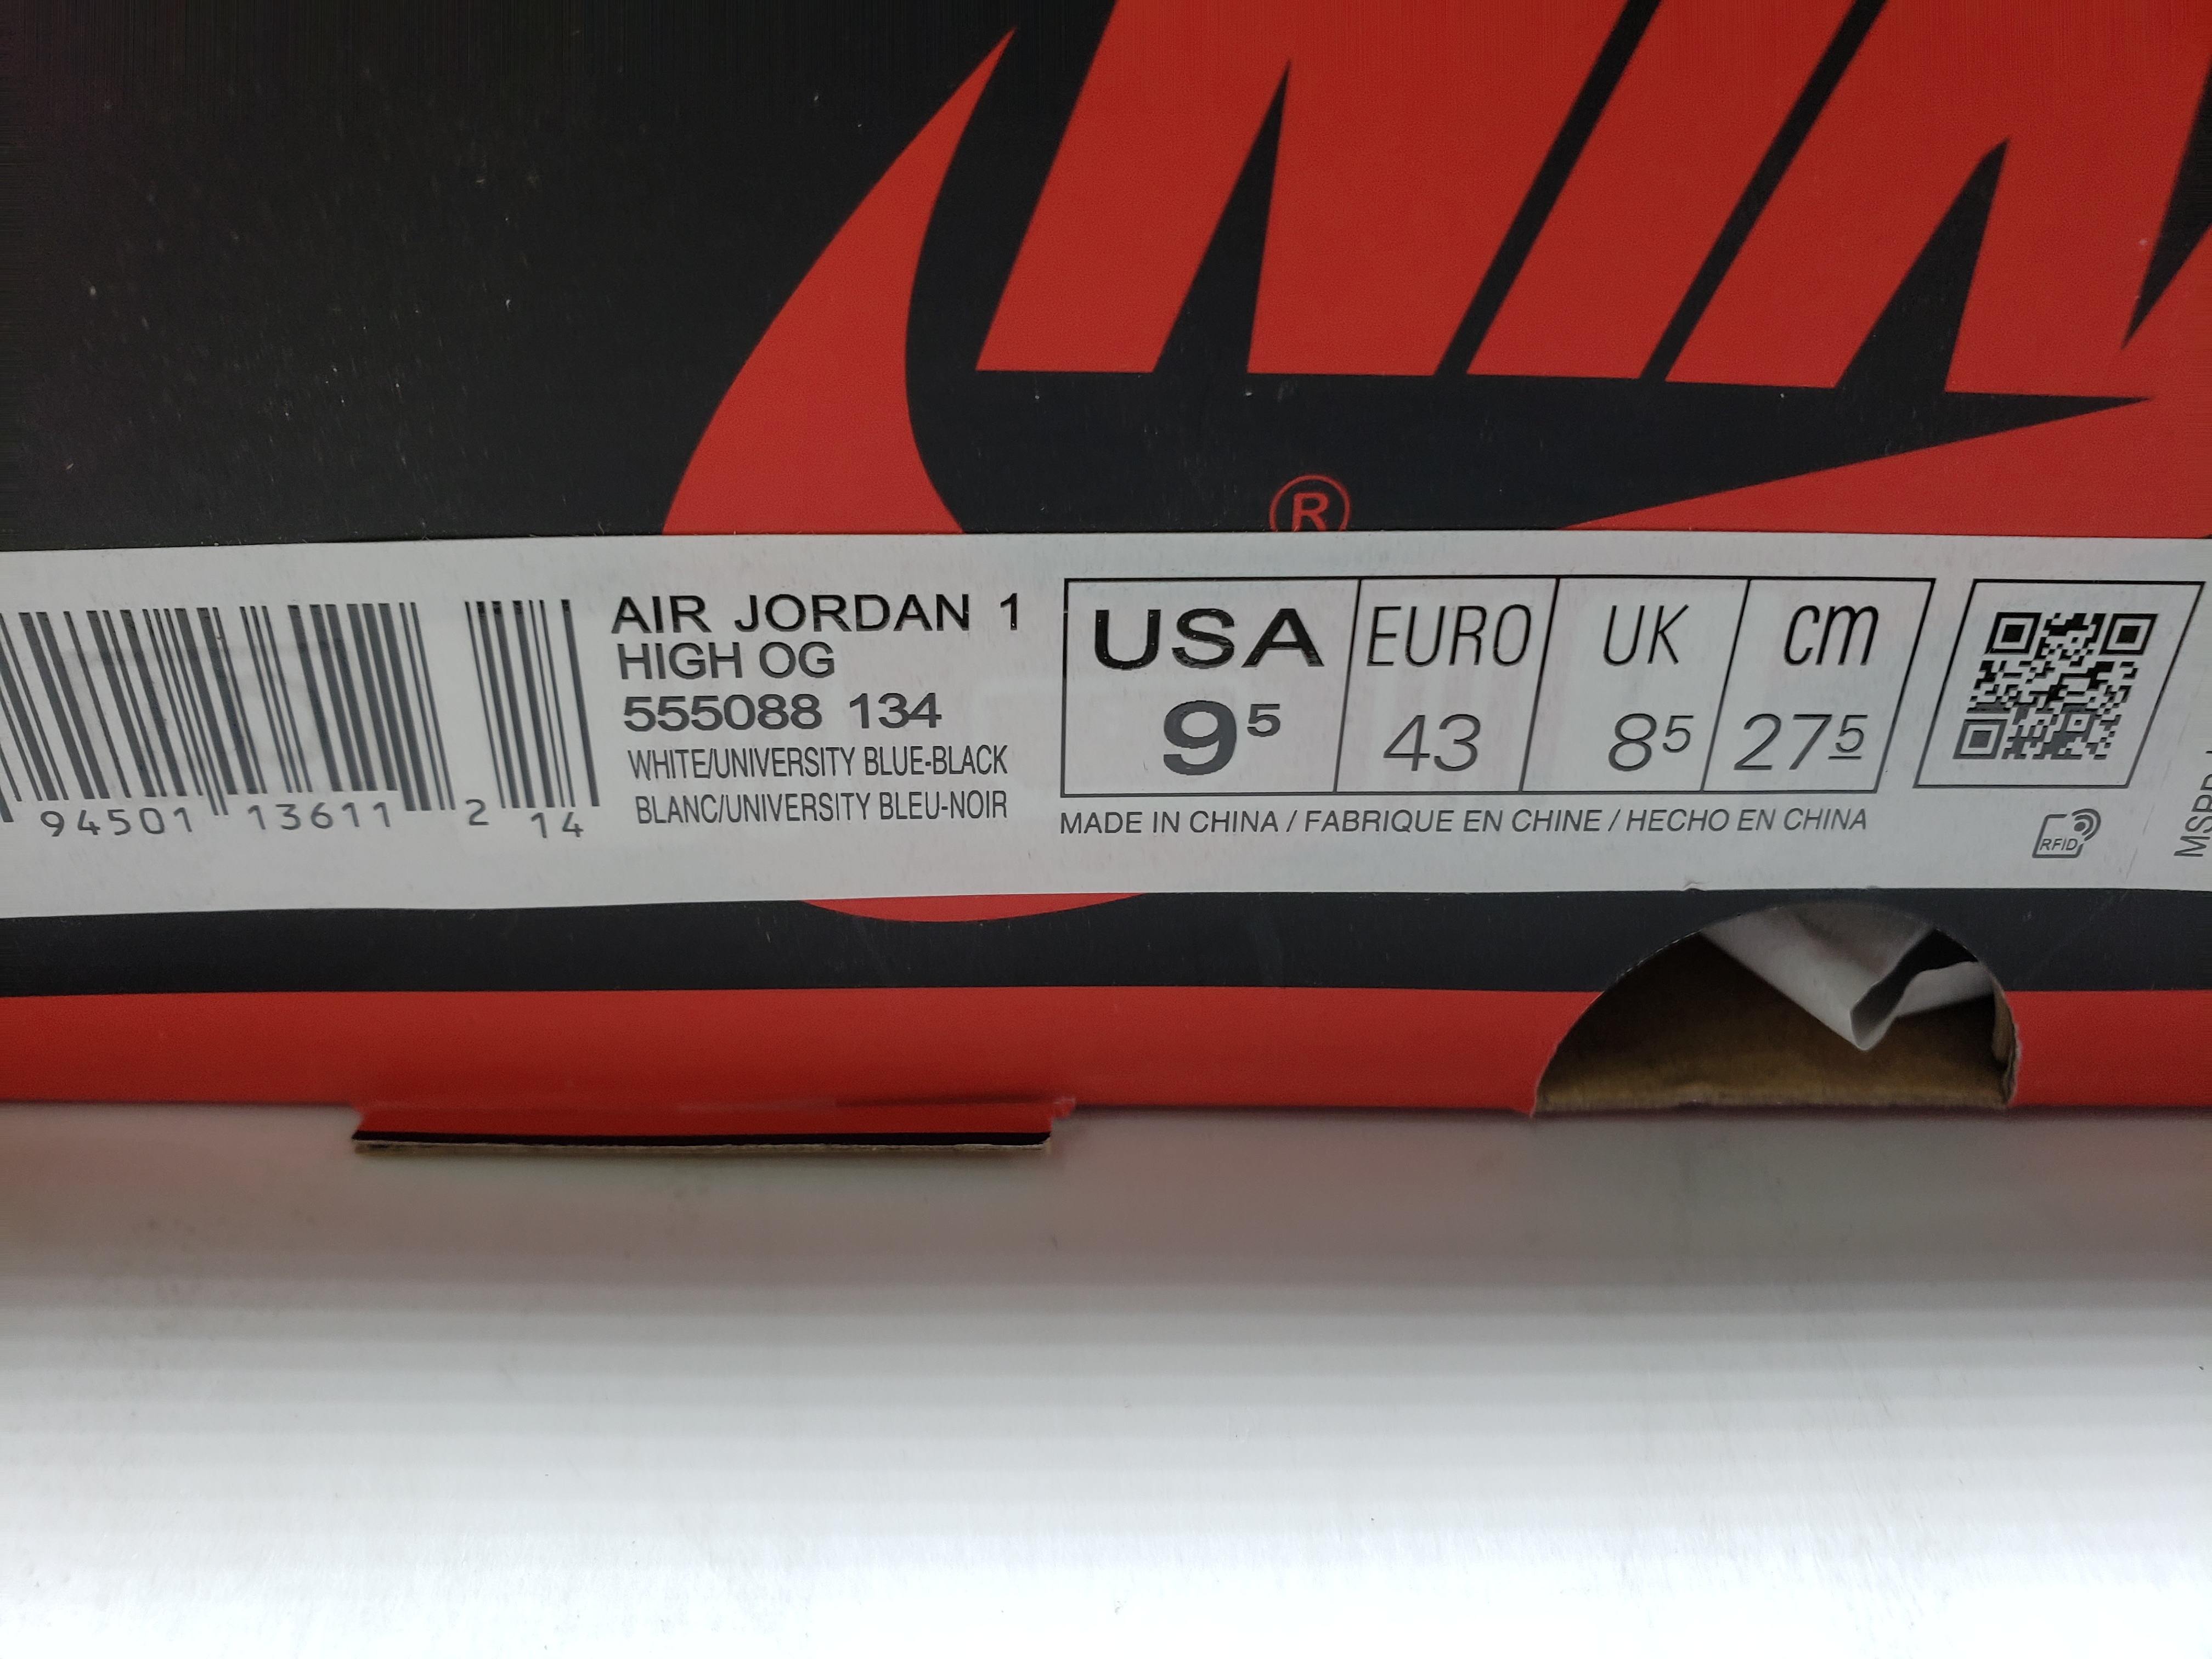 ®
AIR JORDAN 1
HIGH OG
555088 134
WHITE/UNIVERSITY BLUE-BLACK
BLANC/UNIVERSITY BLEU-NOIR
94501 13611 2 14
USA EURO UK cm
9⁵ 43 8⁵ 27⁵
MADE IN CHINA / FABRIQUE EN CHINE / HECHO EN CHINA
RFID